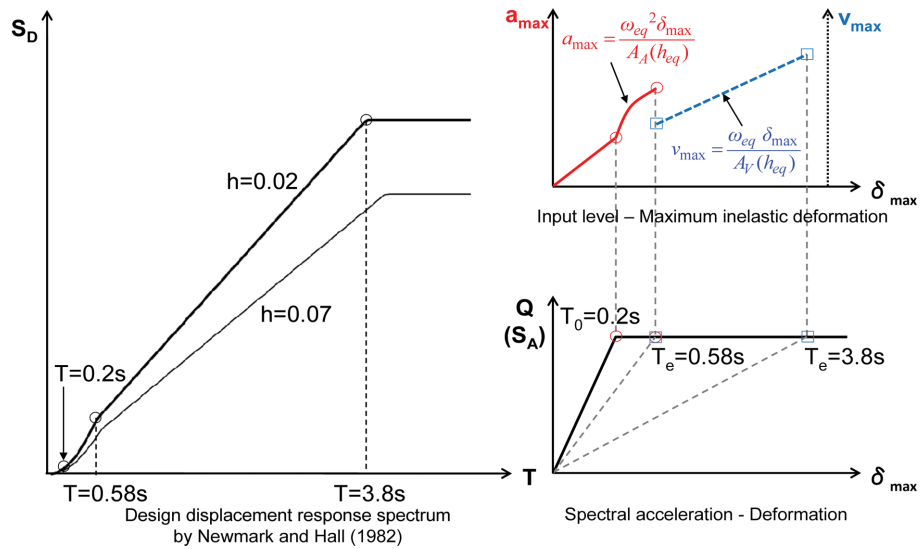 S_D
h=0.02
h=0.07
T=0.2s
T=0.58s
T=3.8s
T
Design displacement response spectrum
by Newmark and Hall (1982)
a_max
v_max
a_max = ω_eq² δ_max / A_A(h_eq)
v_max = ω_eq δ_max / A_V(h_eq)
δ_max
Input level – Maximum inelastic deformation
Q
(S_A)
T_0=0.2s
T_e=0.58s
T_e=3.8s
δ_max
Spectral acceleration - Deformation